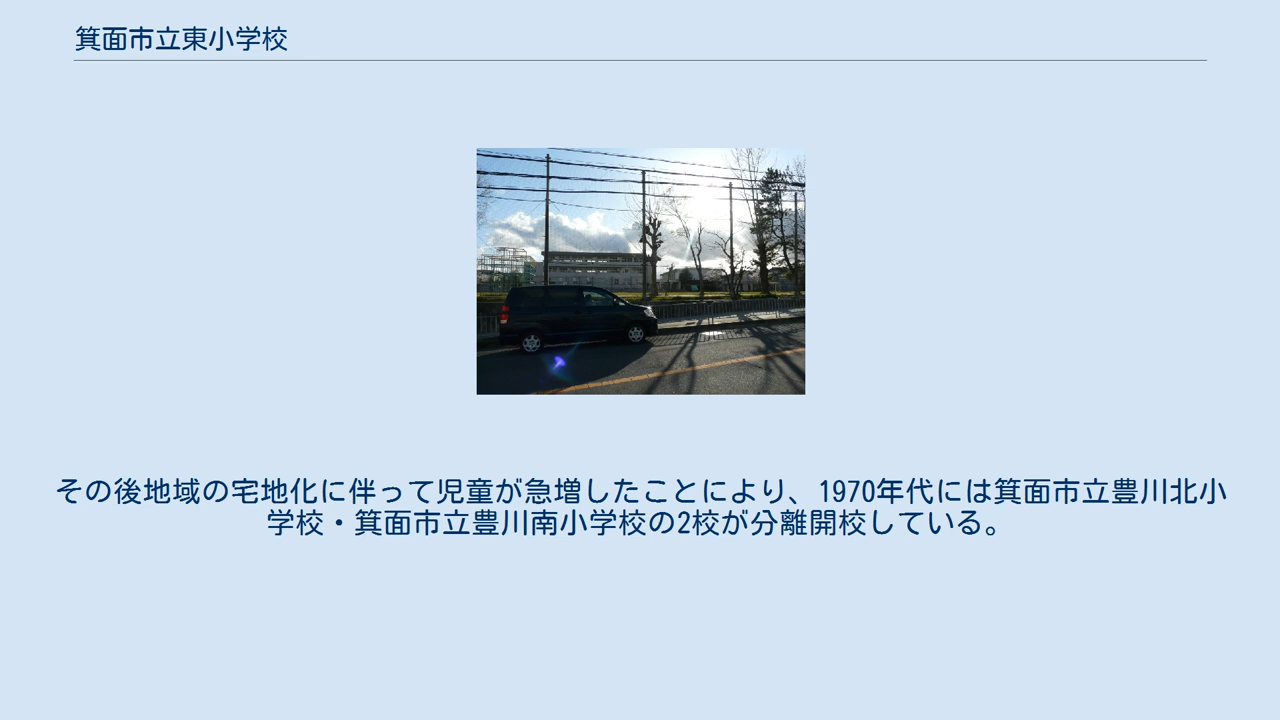 箕面市立東小学校
その後地域の宅地化に伴って児童が急増したことにより、1970年代には箕面市立豊川北小
学校・箕面市立豊川南小学校の2校が分離開校している。